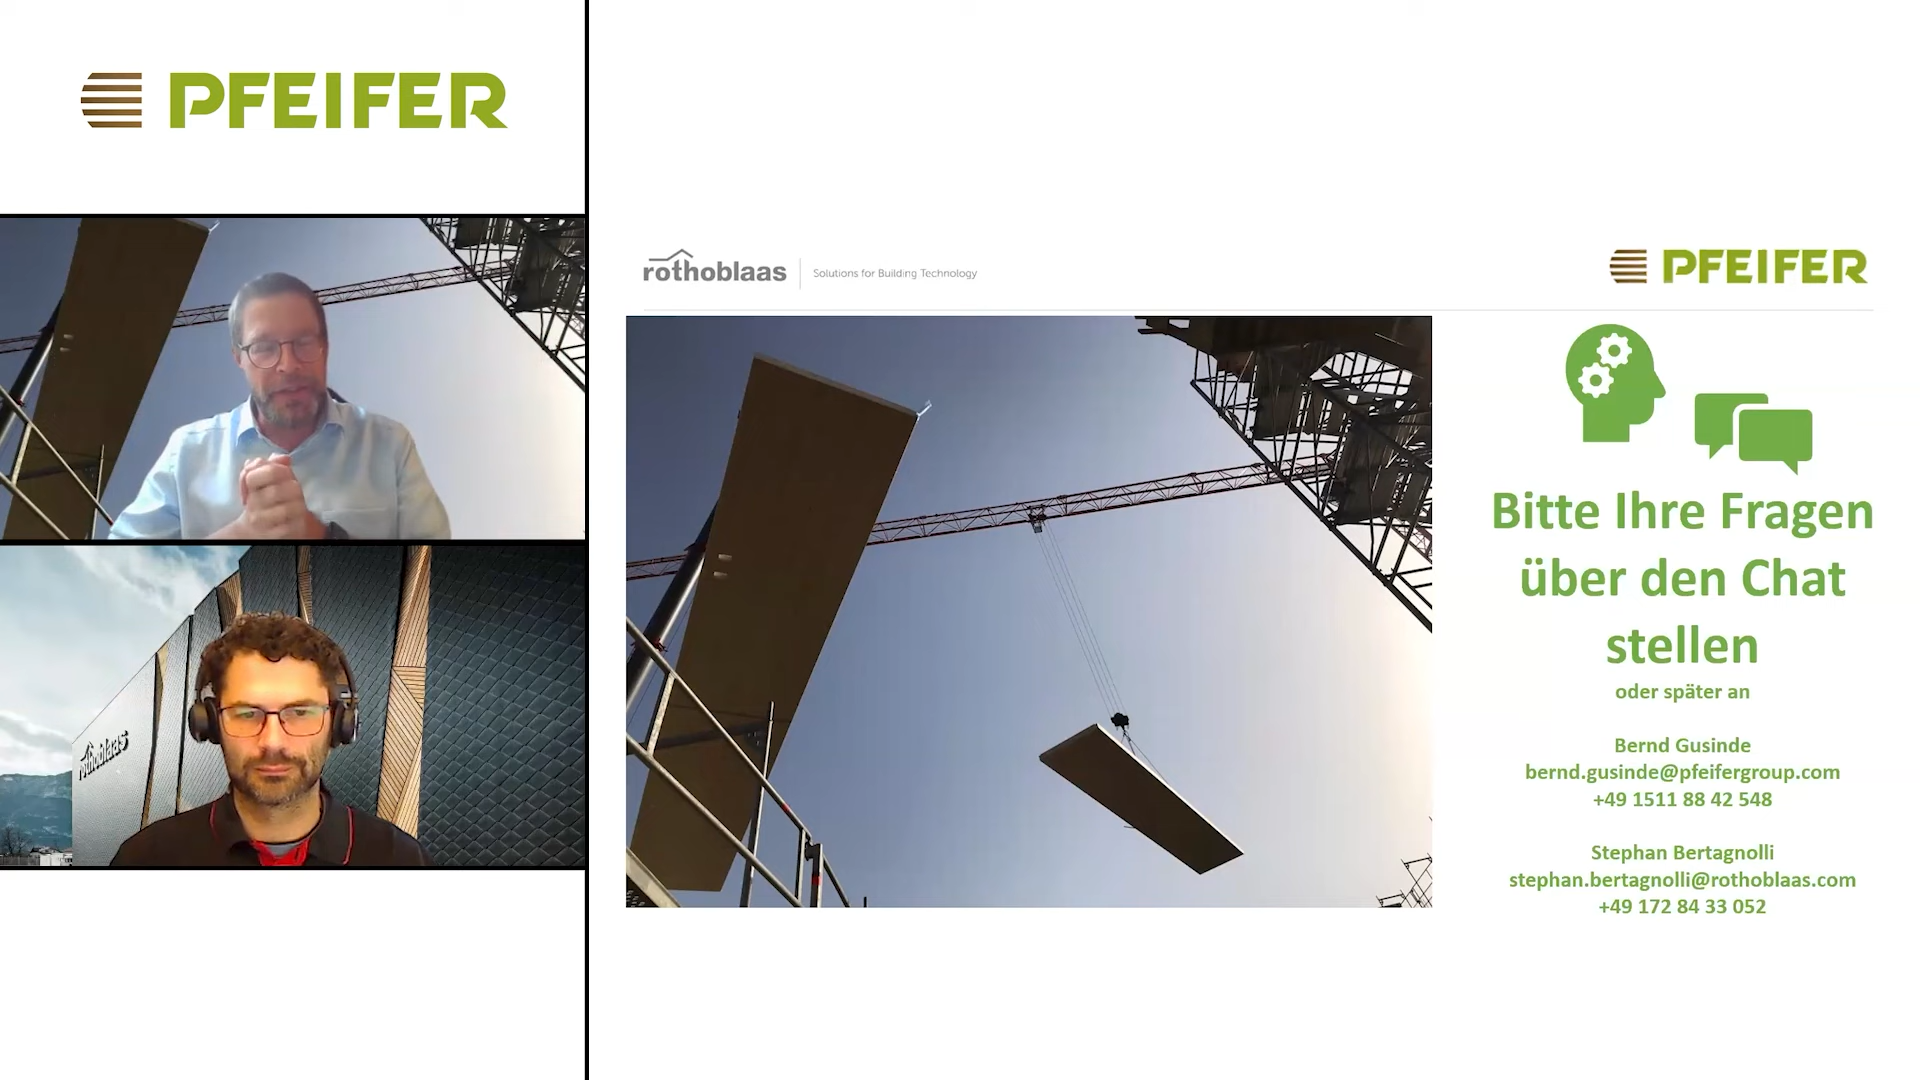 PFEIFER
rothoblaas
rothoblaas
Solutions for Building Technology
PFEIFER
Bitte Ihre Fragen
über den Chat
stellen
oder später an
Bernd Gusinde
bernd.gusinde@pfeifergroup.com
+49 1511 88 42 548
Stephan Bertagnolli
stephan.bertagnolli@rothoblaas.com
+49 172 84 33 052